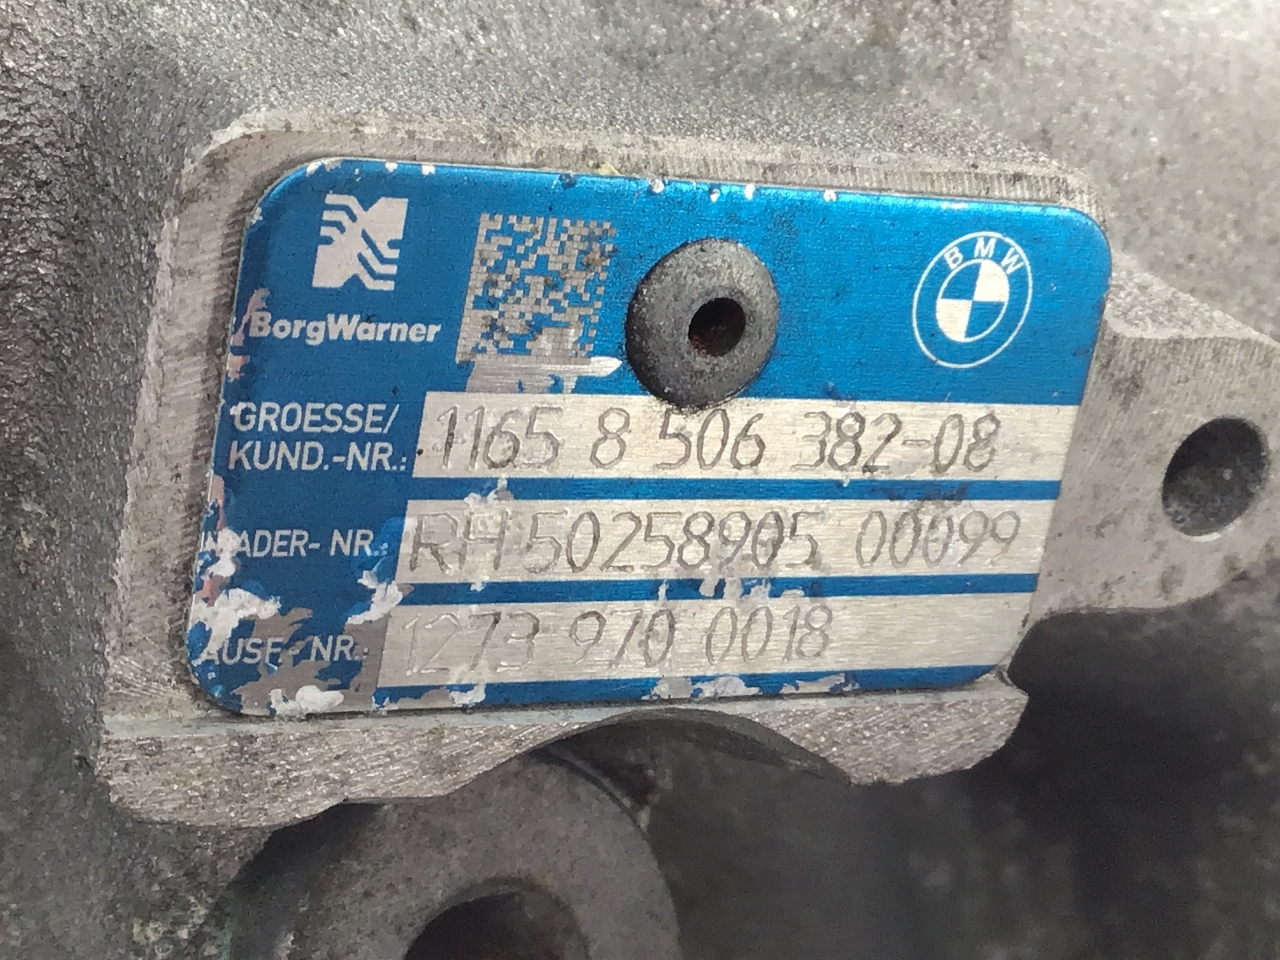 BorgWarner
BMW
GROESSE/
KUND.-NR.: 1165 8 506 382-08
ADER- NR.: RH 50258905 00099
AUSF.-NR.: 1273 970 0018